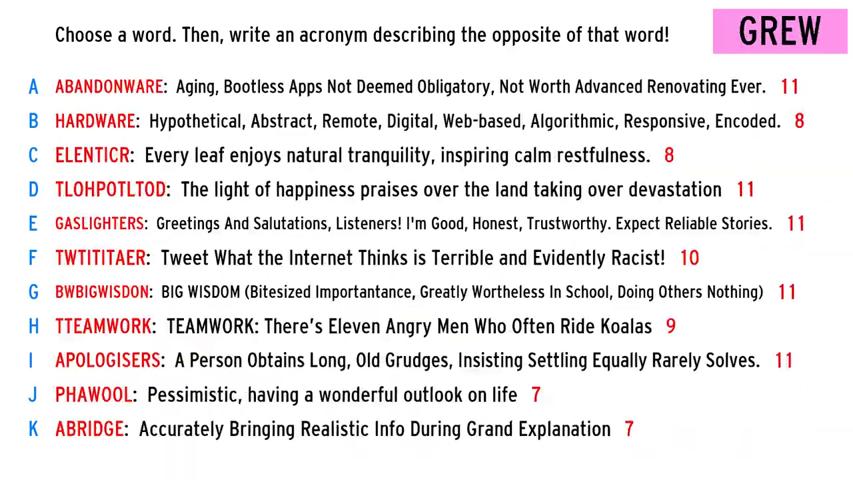 Choose a word. Then, write an acronym describing the opposite of that word!
GREW
A ABANDONWARE: Aging, Bootless Apps Not Deemed Obligatory, Not Worth Advanced Renovating Ever. 11
B HARDWARE: Hypothetical, Abstract, Remote, Digital, Web-based, Algorithmic, Responsive, Encoded. 8
C ELENTICR: Every leaf enjoys natural tranquility, inspiring calm restfulness. 8
D TLOHPOTLTOD: The light of happiness praises over the land taking over devastation 11
E GASLIGHTERS: Greetings And Salutations, Listeners! I'm Good, Honest, Trustworthy. Expect Reliable Stories. 11
F TWTITITAER: Tweet What the Internet Thinks is Terrible and Evidently Racist! 10
G BWBIGWISDON: BIG WISDOM (Bitesized Importantance, Greatly Worthless In School, Doing Others Nothing) 11
H TTEAMWORK: TEAMWORK: There's Eleven Angry Men Who Often Ride Koalas 9
I APOLOGISERS: A Person Obtains Long, Old Grudges, Insisting Settling Equally Rarely Solves. 11
J PHAWOOL: Pessimistic, having a wonderful outlook on life 7
K ABRIDGE: Accurately Bringing Realistic Info During Grand Explanation 7